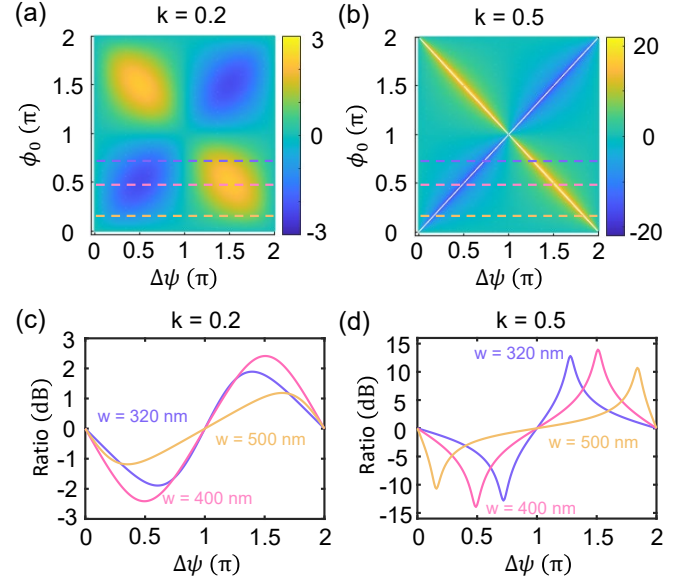 (a) k = 0.2
2
1.5
1
0.5
0
ϕ₀ (π)
0 0.5 1 1.5 2
Δψ (π)
3
0
-3
(b) k = 0.5
2
1.5
1
0.5
0
ϕ₀ (π)
0 0.5 1 1.5 2
Δψ (π)
20
0
-20
(c) k = 0.2
3
2
1
0
-1
-2
-3
Ratio (dB)
w = 320 nm
w = 500 nm
w = 400 nm
0 0.5 1 1.5 2
Δψ (π)
(d) k = 0.5
15
10
5
0
-5
-10
-15
Ratio (dB)
w = 320 nm
w = 500 nm
w = 400 nm
0 0.5 1 1.5 2
Δψ (π)